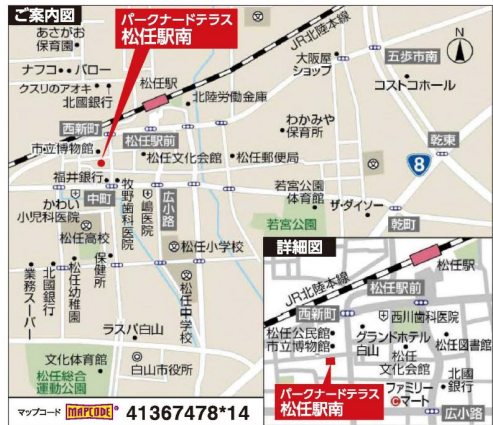 ご案内図
パークナードテラス
松任駅南
あさがお
保育園
ナフコ
バロー
クスリのアオキ
北國銀行
松任駅
JR北陸本線
大阪屋
ショップ
五歩市南
N
コストコホール
北陸労働金庫
わかみや
保育所
西新町
松任駅前
市立博物館
松任文化会館
松任郵便局
乾東
8
福井銀行
中町
牧野歯科医院
嶋医院
広小路
若宮公園
体育館
ザ・ダイソー
かわい
小児科医院
若宮公園
乾町
松任高校
松任小学校
業務スーパー
北國銀行
松任幼稚園
保健所
松任中学校
ラスパ白山
文化体育館
白山市役所
松任総合
運動公園
マップコード MAPCODE® 41367478*14
詳細図
松任駅
JR北陸本線
松任駅前
西新町
西川歯科医院
松任公民館
市立博物館
グランドホテル
白山
松任図書館
松任
文化会館
北國
銀行
パークナードテラス
松任駅南
ファミリー
マート
広小路